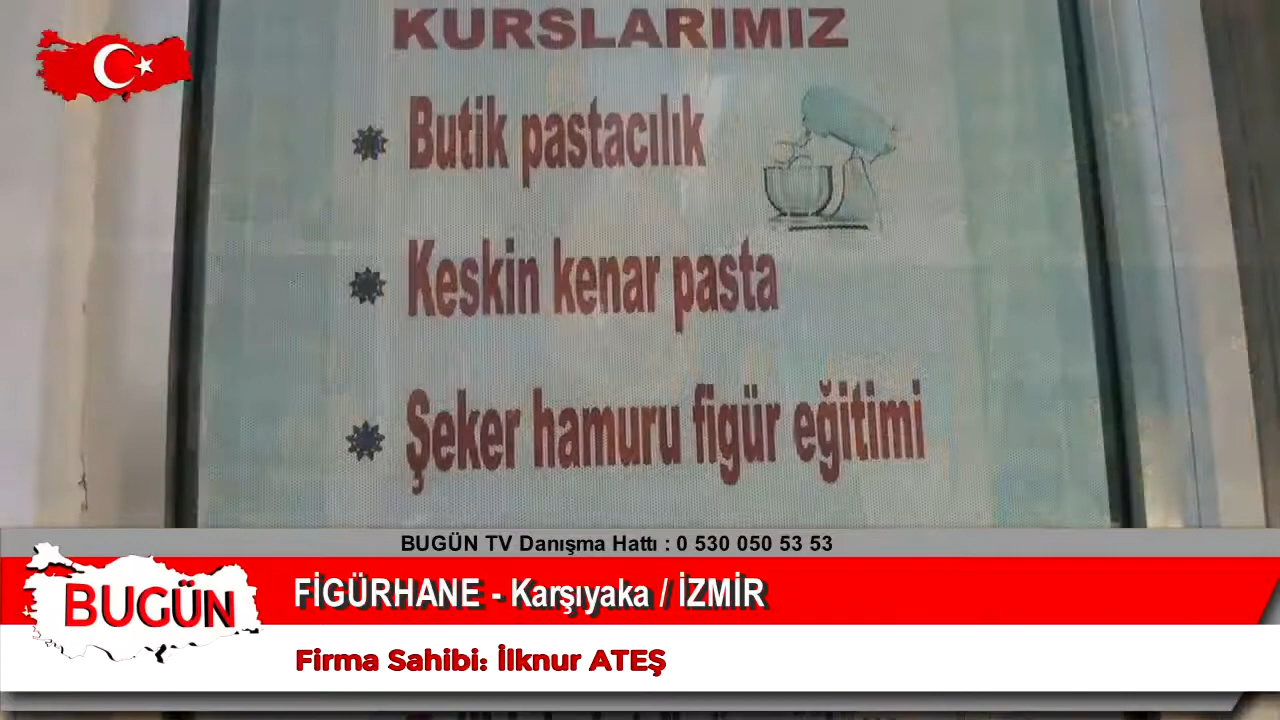 KURSLARIMIZ
Butik pastacılık
Keskin kenar pasta
Şeker hamuru figür eğitimi
BUGÜN TV Danışma Hattı : 0 530 050 53 53
BUGÜN
FİGÜRHANE - Karşıyaka / İZMİR
Firma Sahibi: İlknur ATEŞ